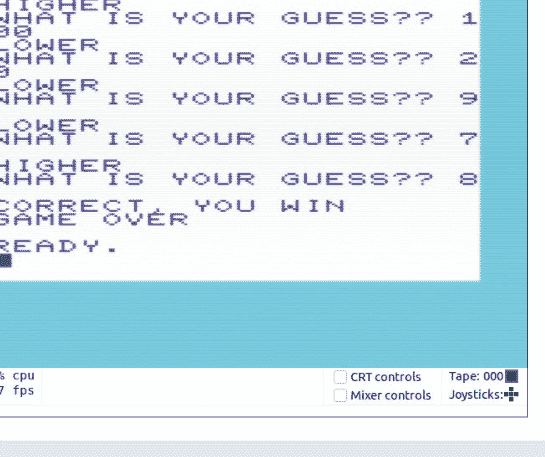 HIGHER
WHAT IS YOUR GUESS?? 1
00
LOWER
WHAT IS YOUR GUESS?? 2
0
LOWER
WHAT IS YOUR GUESS?? 9
LOWER
WHAT IS YOUR GUESS?? 7
HIGHER
WHAT IS YOUR GUESS?? 8
CORRECT, YOU WIN
GAME OVER
READY.
% cpu
7 fps
CRT controls
Mixer controls
Tape: 000
Joysticks: